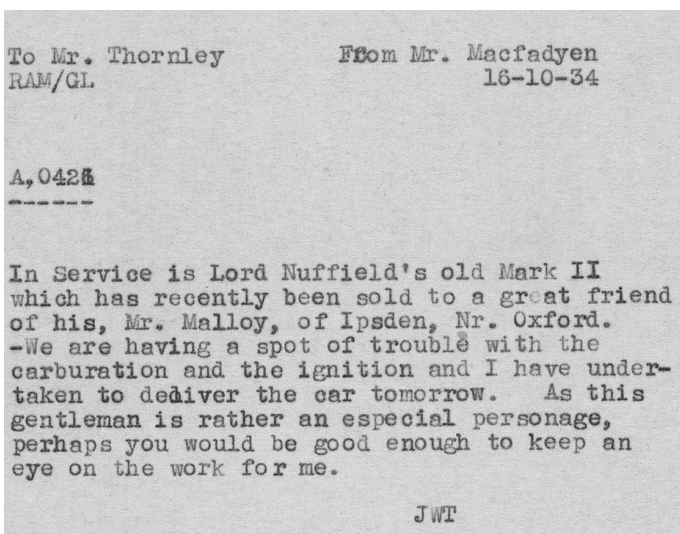 To Mr. Thornley From Mr. Macfadyen
RAM/GL 16-10-34
A,0421
------
In Service is Lord Nuffield's old Mark II
which has recently been sold to a great friend
of his, Mr. Malloy, of Ipsden, Nr. Oxford.
-We are having a spot of trouble with the
carburation and the ignition and I have under-
taken to dediver the car tomorrow. As this
gentleman is rather an especial personage,
perhaps you would be good enough to keep an
eye on the work for me.
JWT